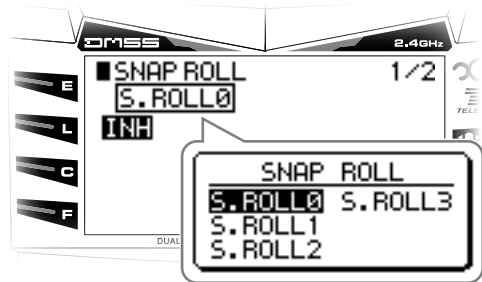 DMSS 2.4GHz
■SNAP ROLL 1/2
S.ROLL0
INH
E
L
C
F
TELE
DUAL
SNAP ROLL
S.ROLL0 S.ROLL3
S.ROLL1
S.ROLL2